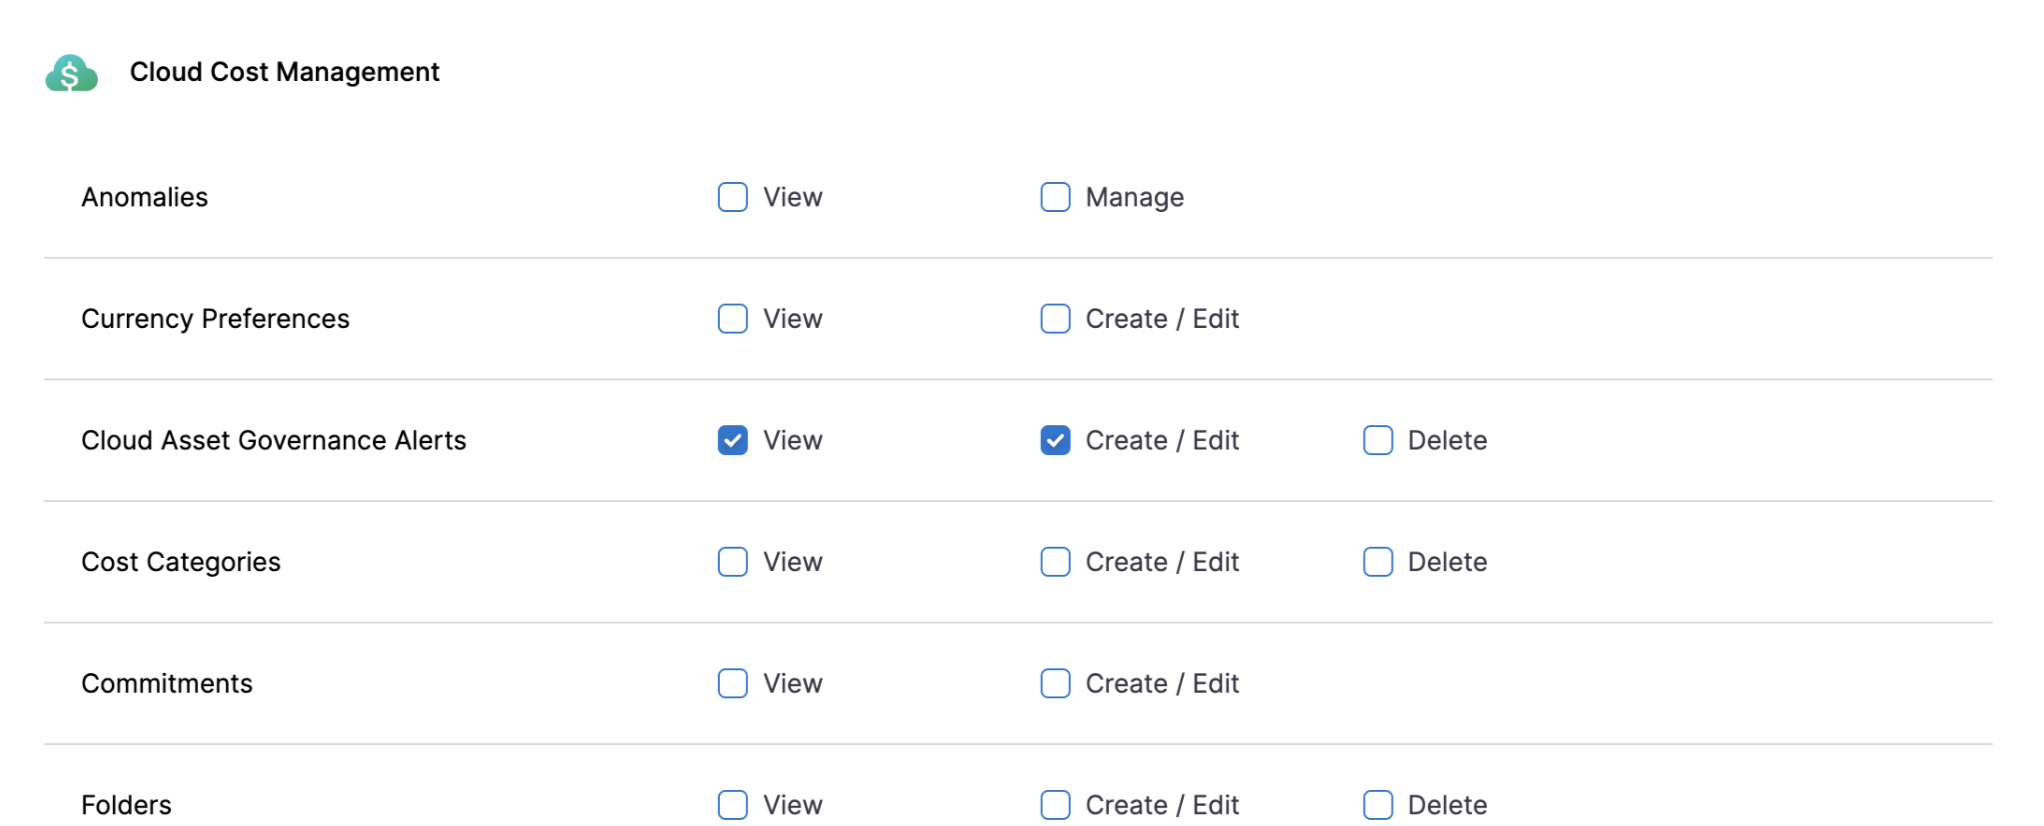 $ Cloud Cost Management
Anomalies View Manage
Currency Preferences View Create / Edit
Cloud Asset Governance Alerts View Create / Edit Delete
Cost Categories View Create / Edit Delete
Commitments View Create / Edit
Folders View Create / Edit Delete